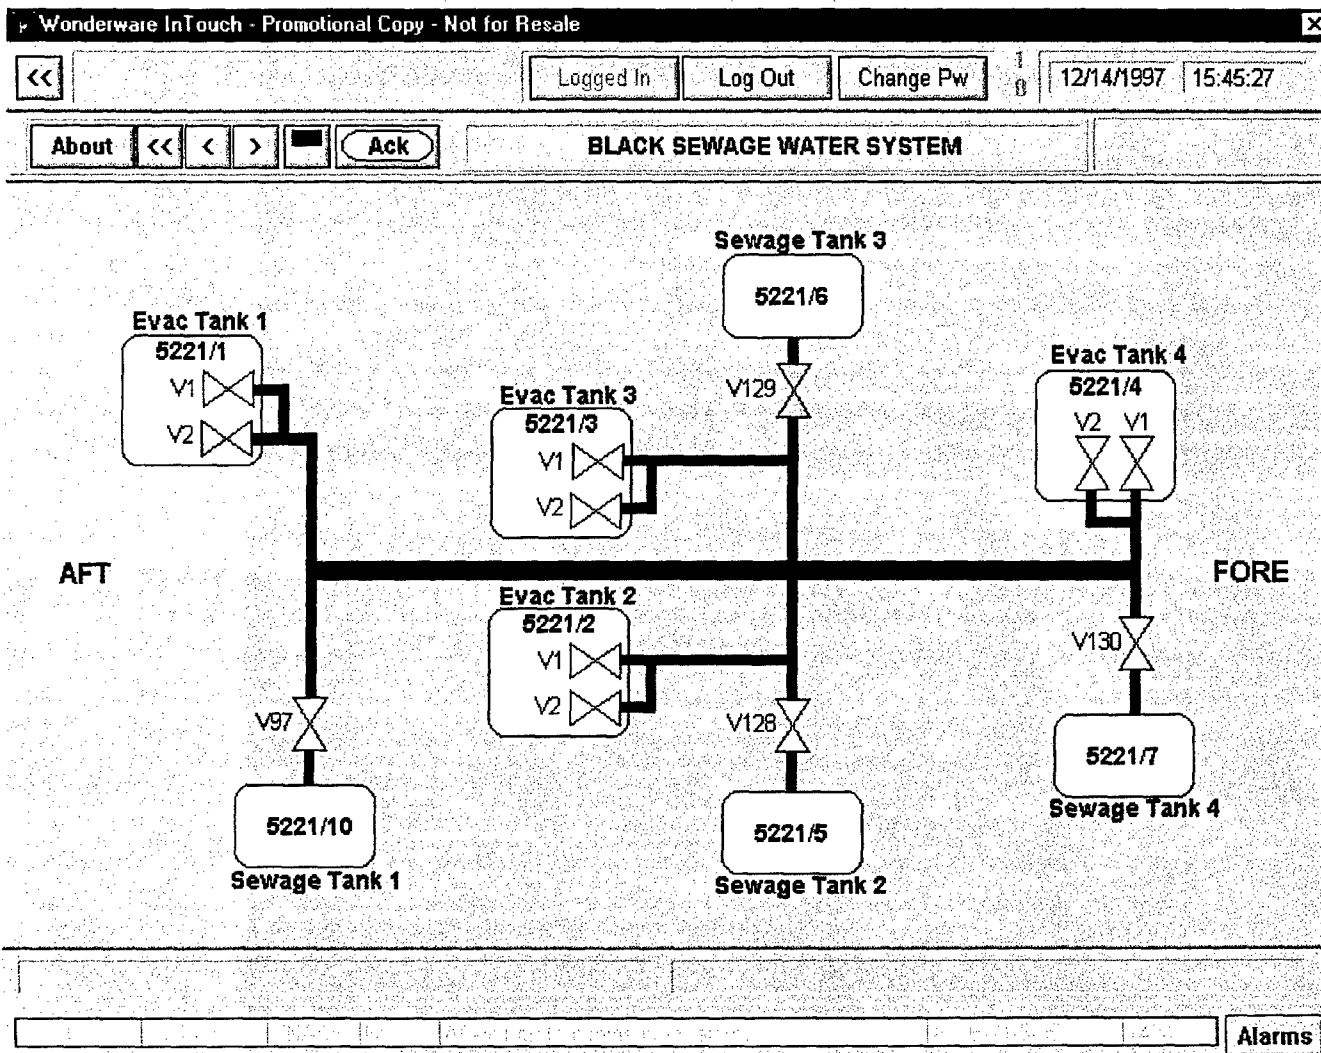 Wonderware InTouch - Promotional Copy - Not for Resale
<< Logged In Log Out Change Pw 1 0 12/14/1997 15:45:27
About << < > Ack BLACK SEWAGE WATER SYSTEM
Sewage Tank 3
5221/6
V129
Evac Tank 1
5221/1
V1
V2
Evac Tank 3
5221/3
V1
V2
Evac Tank 4
5221/4
V2 V1
AFT
FORE
Evac Tank 2
5221/2
V1
V2
V130
V97
V128
5221/7
Sewage Tank 4
5221/10
Sewage Tank 1
5221/5
Sewage Tank 2
Alarms